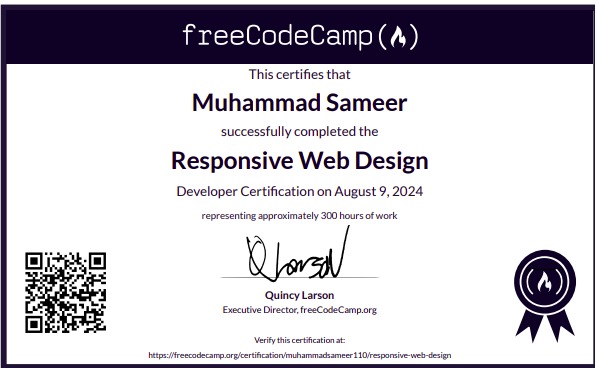 freeCodeCamp
This certifies that
Muhammad Sameer
successfully completed the
Responsive Web Design
Developer Certification on August 9, 2024
representing approximately 300 hours of work
QLarson
Quincy Larson
Executive Director, freeCodeCamp.org
Verify this certification at:
https://freecodecamp.org/certification/muhammadsameer110/responsive-web-design